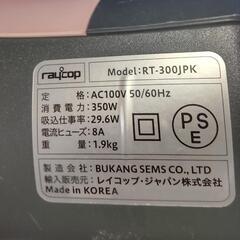 raycop Model:RT-300JPK
定格:AC100V 50/60Hz
消費電力:350W
吸込仕事率:29.6W
電流ヒューズ:8A
重量:1.9kg
PSE
製造者:BUKANG SEMS CO., LTD
輸入販売元:レイコップ・ジャパン株式会社
Made in KOREA